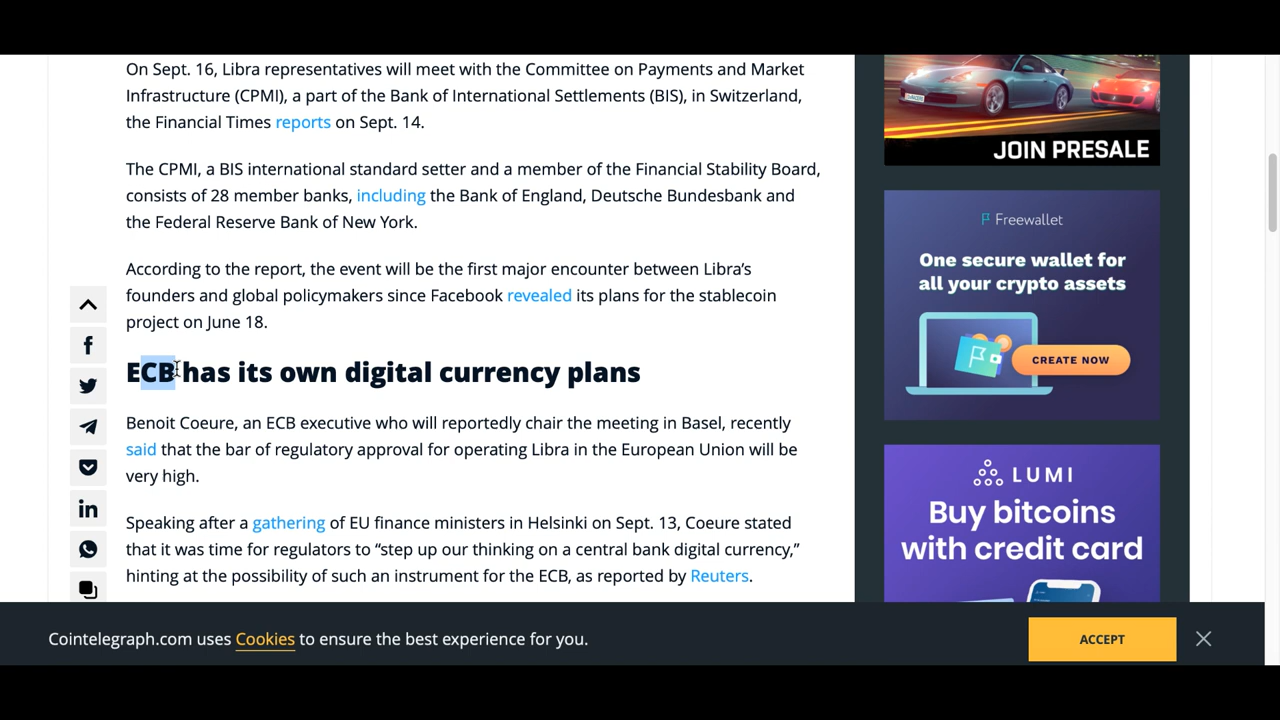 On Sept. 16, Libra representatives will meet with the Committee on Payments and Market
Infrastructure (CPMI), a part of the Bank of International Settlements (BIS), in Switzerland,
the Financial Times reports on Sept. 14.
The CPMI, a BIS international standard setter and a member of the Financial Stability Board,
consists of 28 member banks, including the Bank of England, Deutsche Bundesbank and
the Federal Reserve Bank of New York.
According to the report, the event will be the first major encounter between Libra’s
founders and global policymakers since Facebook revealed its plans for the stablecoin
project on June 18.
ECB has its own digital currency plans
Benoit Coeure, an ECB executive who will reportedly chair the meeting in Basel, recently
said that the bar of regulatory approval for operating Libra in the European Union will be
very high.
Speaking after a gathering of EU finance ministers in Helsinki on Sept. 13, Coeure stated
that it was time for regulators to “step up our thinking on a central bank digital currency,”
hinting at the possibility of such an instrument for the ECB, as reported by Reuters.
JOIN PRESALE
Freewallet
One secure wallet for
all your crypto assets
CREATE NOW
LUMI
Buy bitcoins
with credit card
Cointelegraph.com uses Cookies to ensure the best experience for you.
ACCEPT